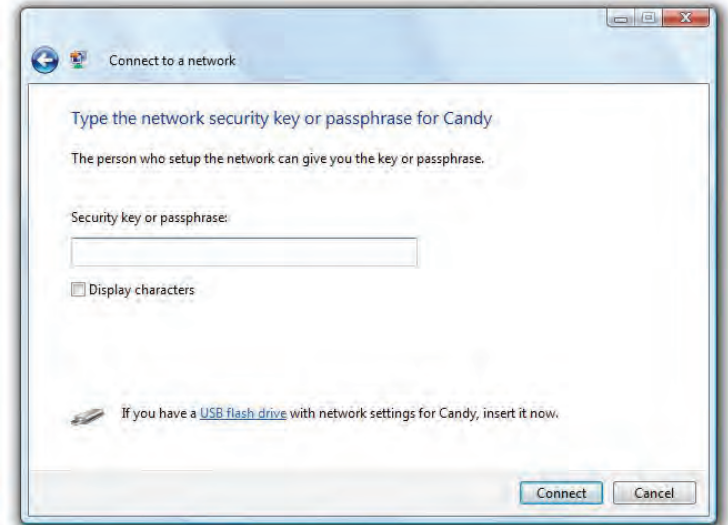 Connect to a network
Type the network security key or passphrase for Candy
The person who setup the network can give you the key or passphrase.
Security key or passphrase:
Display characters
If you have a USB flash drive with network settings for Candy, insert it now.
Connect Cancel